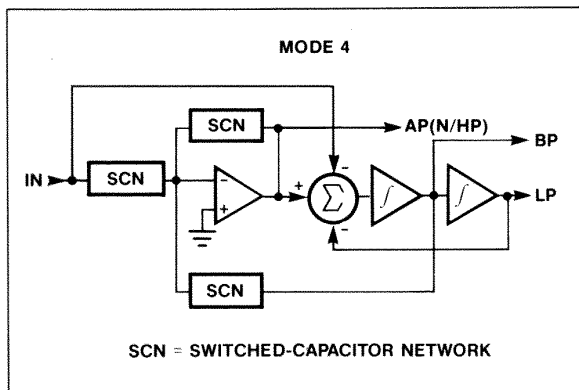 MODE 4
SCN
AP(N/HP)
BP
IN
SCN
−
+
+
−
Σ
−
∫
∫
LP
SCN
SCN = SWITCHED-CAPACITOR NETWORK